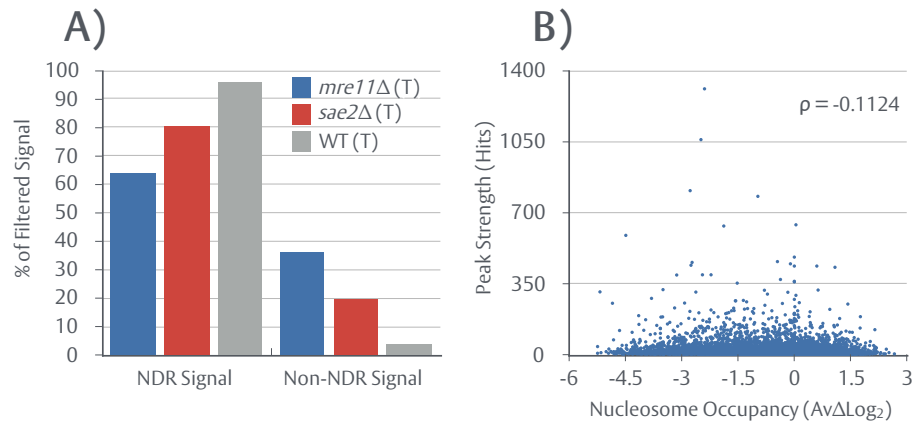 A)
100
90
80
70
60
50
40
30
20
10
0
% of Filtered Signal
mre11Δ (T)
sae2Δ (T)
WT (T)
NDR Signal
Non-NDR Signal
B)
1400
1050
700
350
0
Peak Strength (Hits)
ρ = -0.1124
-6 -4.5 -3 -1.5 0 1.5 3
Nucleosome Occupancy (AvΔLog₂)